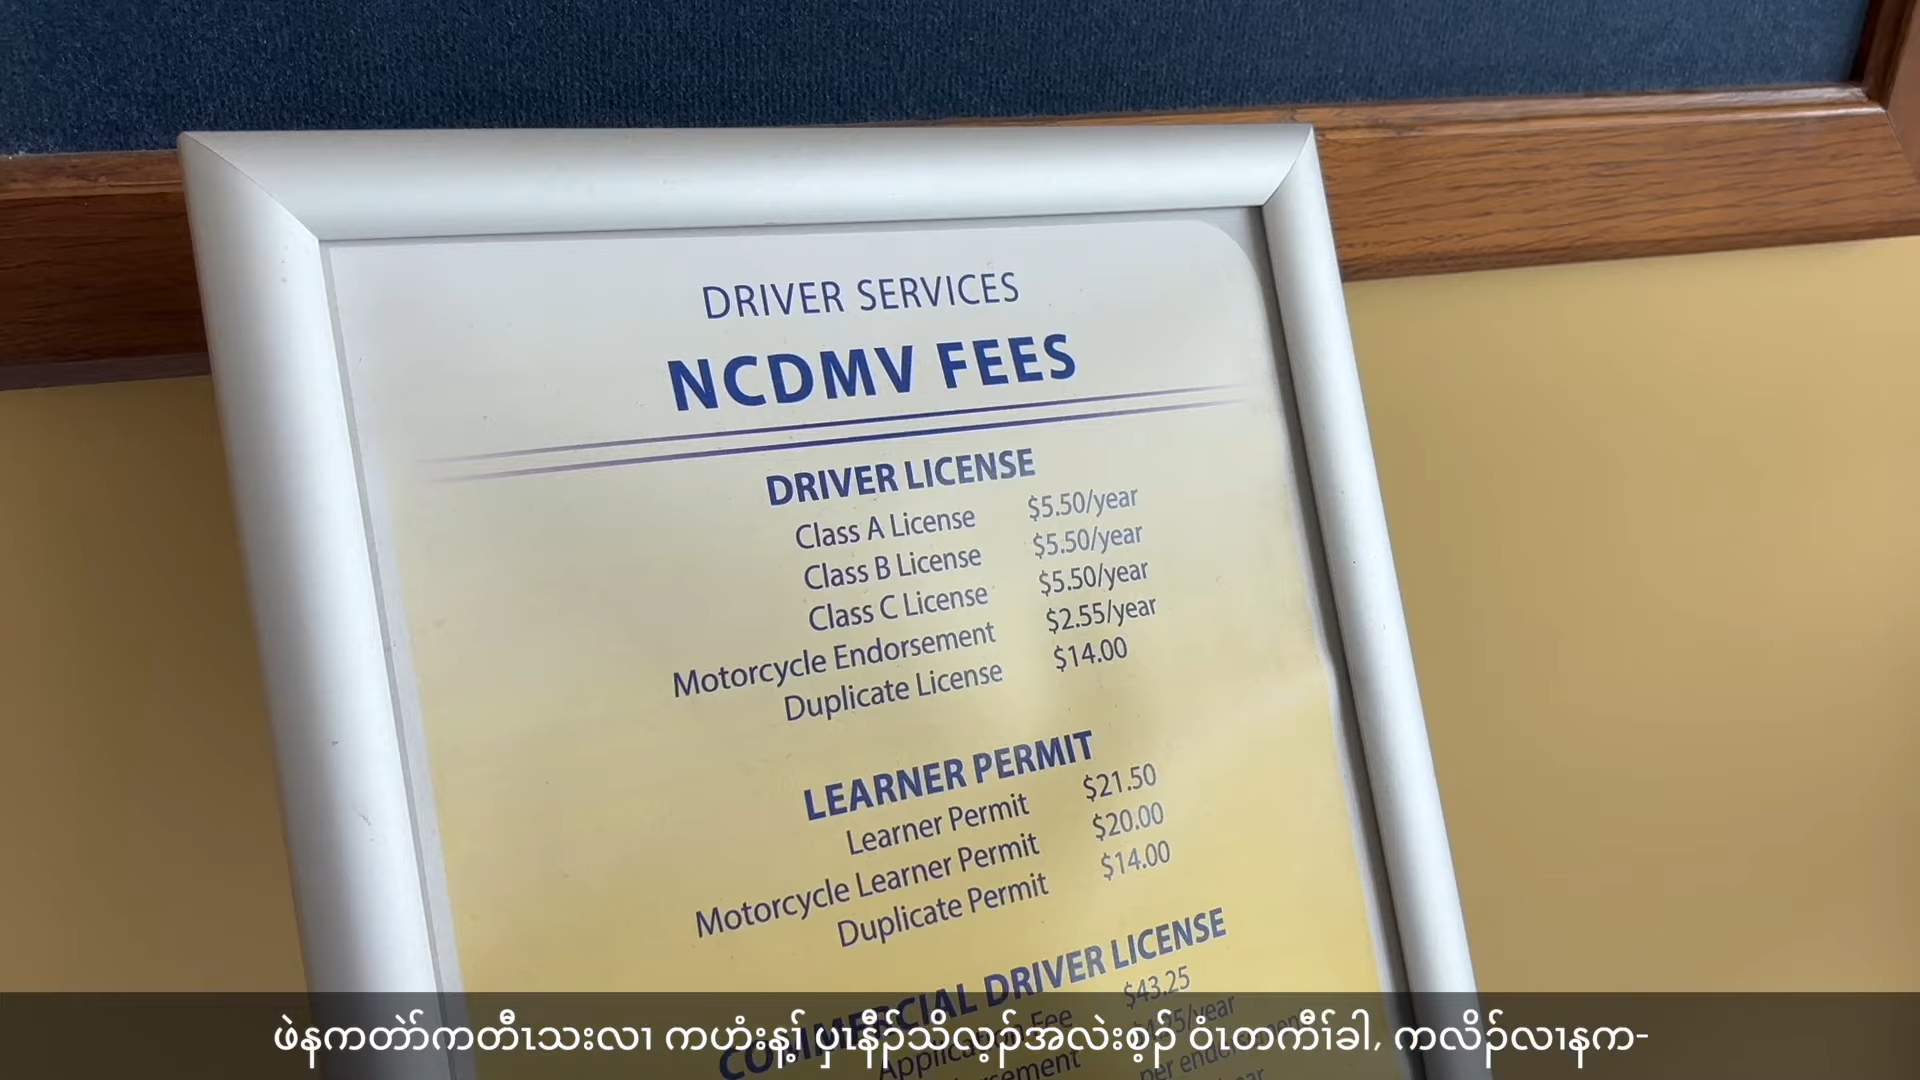 DRIVER SERVICES
NCDMV FEES
DRIVER LICENSE
Class A License $5.50/year
Class B License $5.50/year
Class C License $5.50/year
Motorcycle Endorsement $2.55/year
Duplicate License $14.00
LEARNER PERMIT
Learner Permit $21.50
Motorcycle Learner Permit $20.00
Duplicate Permit $14.00
COMMERCIAL DRIVER LICENSE
Application Fee $43.25
per
ဖဲနကတဲာ်ကတီၤသးလၢ ကဟံးန့ၢ် ပှၤနီၣ်သိလ့ၣ်အလဲးစ့ၣ် ဝံၤတကီၢ်ခါ, ကလိၣ်လၢနက-